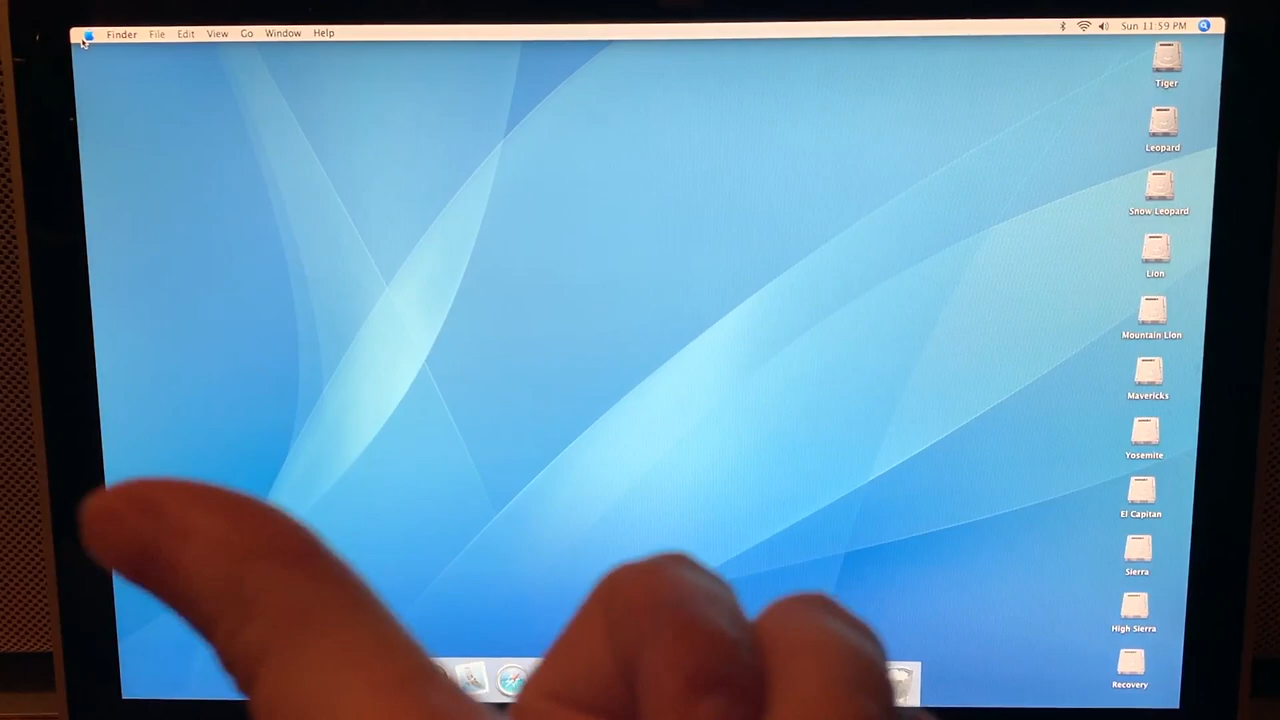 Finder File Edit View Go Window Help Sun 11:59 PM
Tiger
Leopard
Snow Leopard
Lion
Mountain Lion
Mavericks
Yosemite
El Capitan
Sierra
High Sierra
Recovery